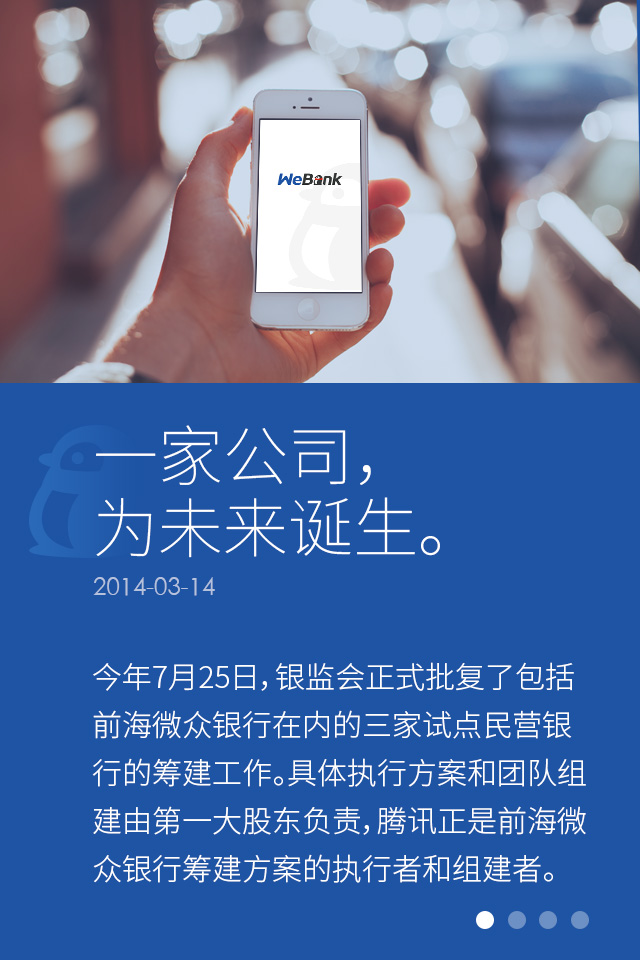 WeBank
一家公司，
为未来诞生。
2014-03-14
今年7月25日，银监会正式批复了包括
前海微众银行在内的三家试点民营银
行的筹建工作。具体执行方案和团队组
建由第一大股东负责，腾讯正是前海微
众银行筹建方案的执行者和组建者。